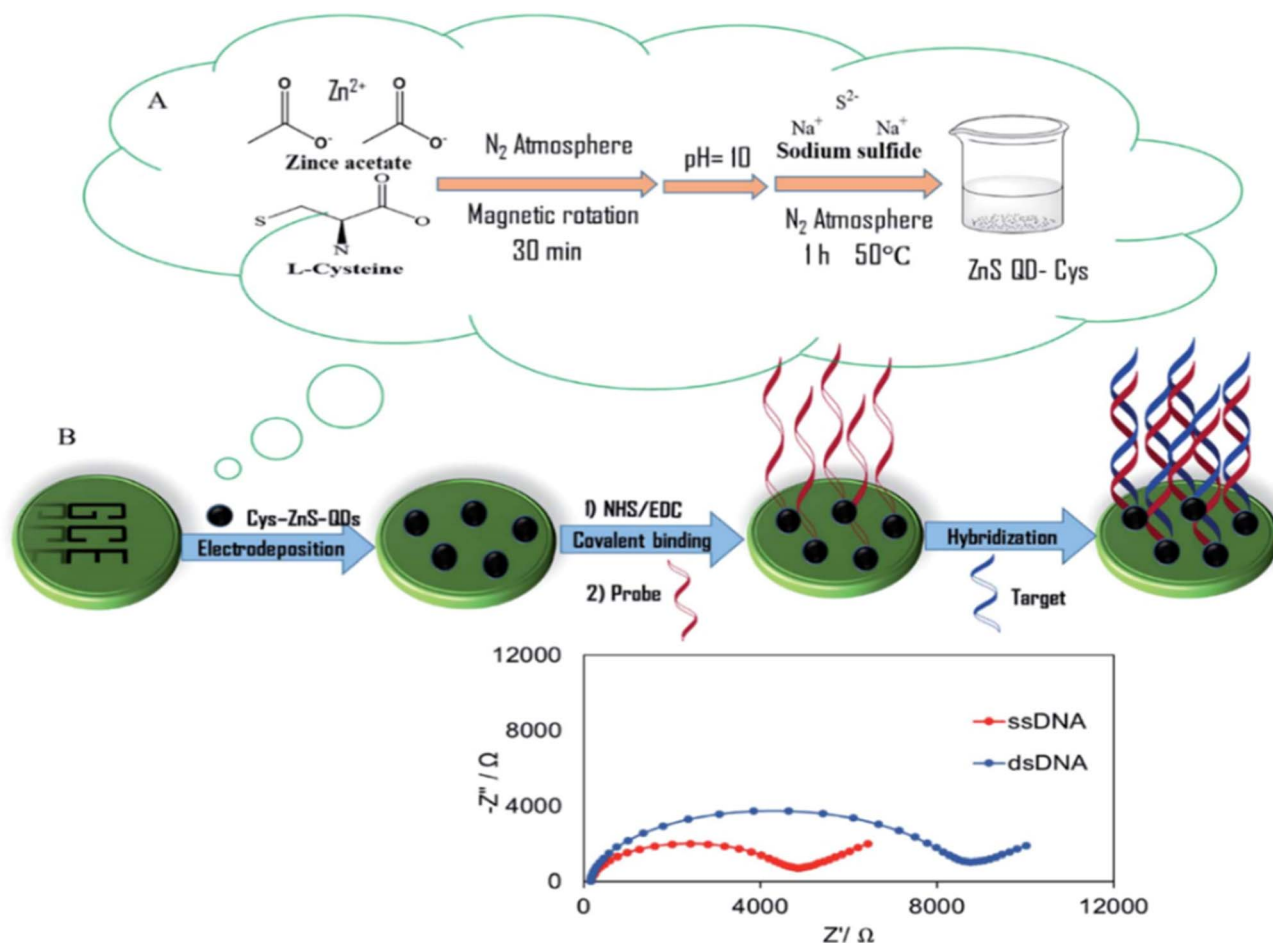 A
O
O
Zn²⁺
O⁻
O⁻
Zince acetate
O
S
O
N
L-Cysteine
N₂ Atmosphere
Magnetic rotation
30 min
pH= 10
S²⁻
Na⁺ Na⁺
Sodium sulfide
N₂ Atmosphere
1 h 50°C
ZnS QD- Cys
B
GCE
Cys-ZnS-QDs
Electrodeposition
1) NHS/EDC
Covalent binding
2) Probe
Hybridization
Target
12000
8000
4000
0
-Z"/ Ω
ssDNA
dsDNA
0 4000 8000 12000
Z'/ Ω